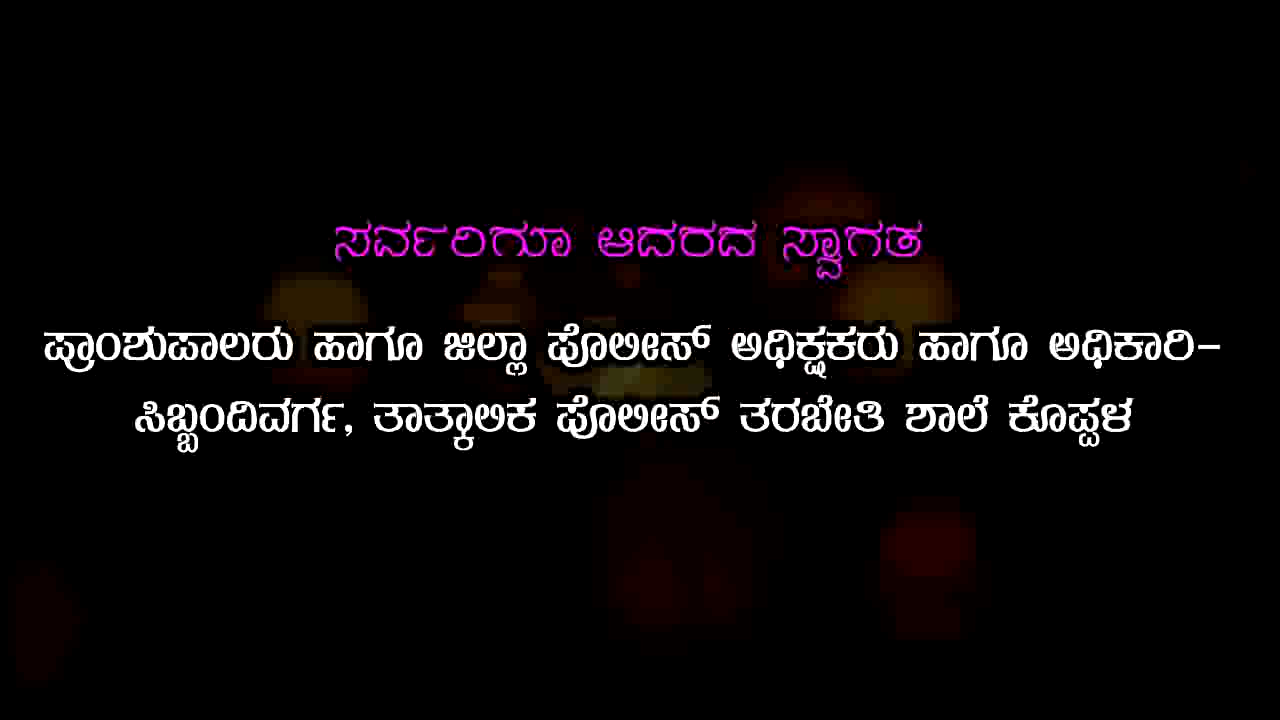 ಸರ್ವರಿಗೂ ಆದರದ ಸ್ವಾಗತ
ಪ್ರಾಂಶುಪಾಲರು ಹಾಗೂ ಜಿಲ್ಲಾ ಪೊಲೀಸ್ ಅಧಿಕ್ಷಕರು ಹಾಗೂ ಅಧಿಕಾರಿ-
ಸಿಬ್ಬಂದಿವರ್ಗ, ತಾತ್ಕಾಲಿಕ ಪೊಲೀಸ್ ತರಬೇತಿ ಶಾಲೆ ಕೊಪ್ಪಳ